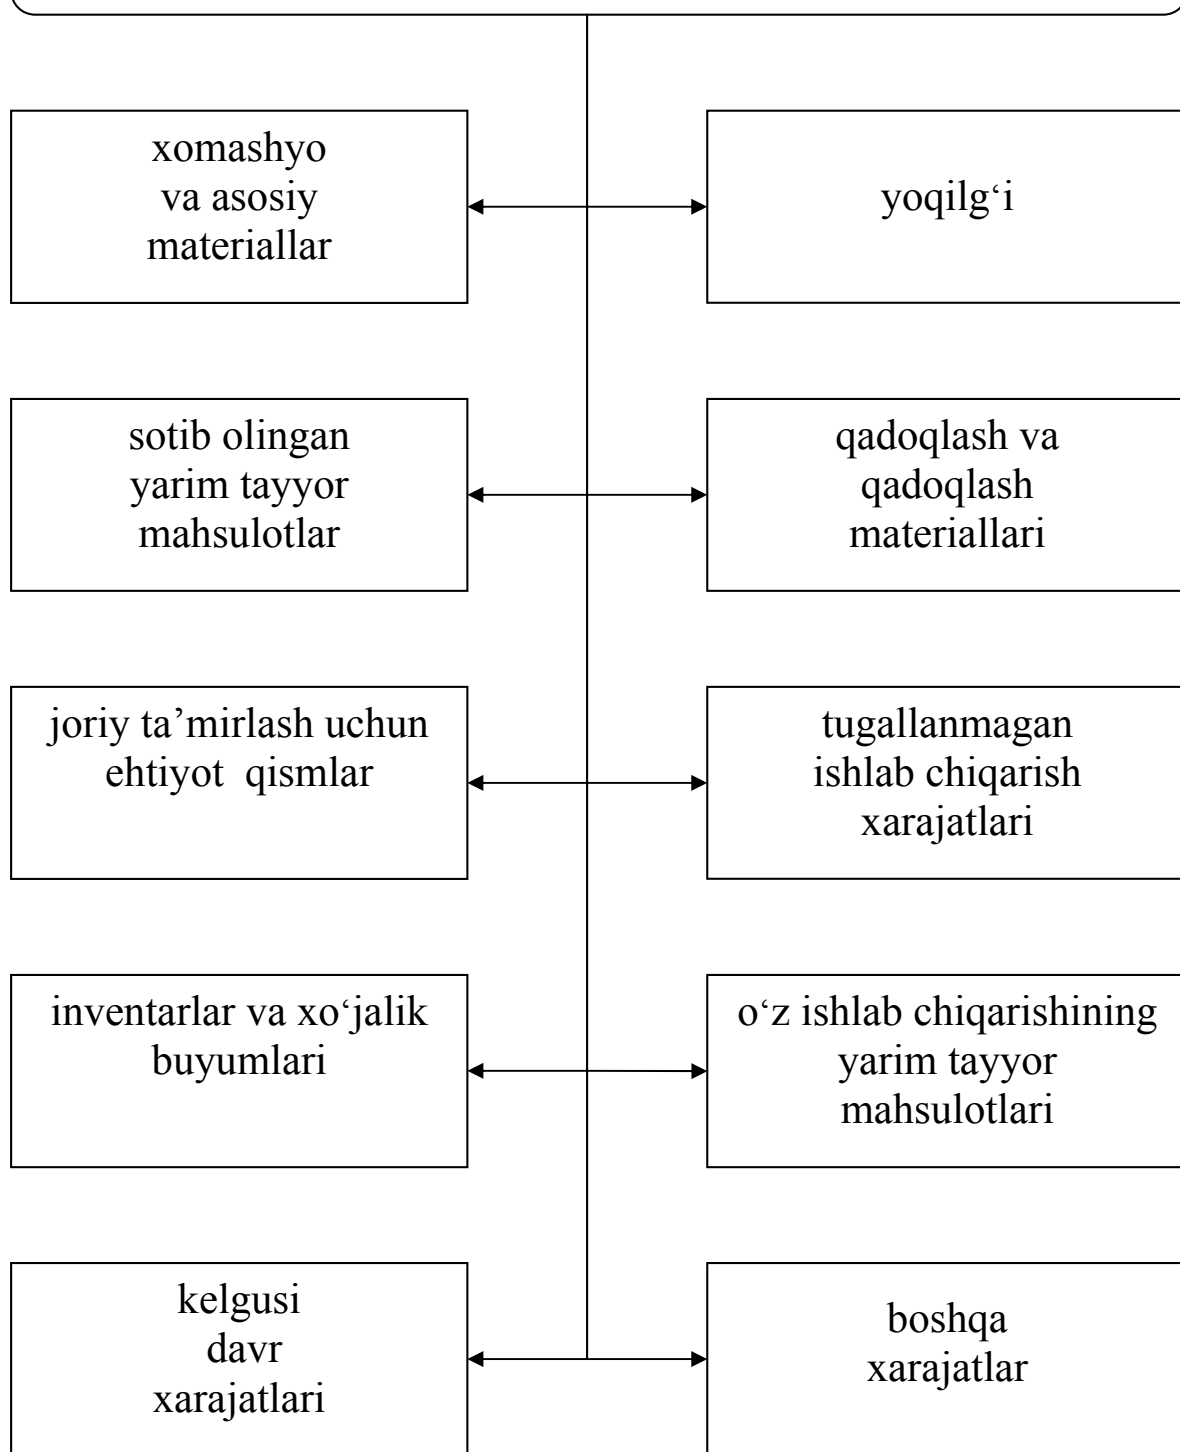 xomashyo
va asosiy
materiallar
yoqilg‘i
sotib olingan
yarim tayyor
mahsulotlar
qadoqlash va
qadoqlash
materiallari
joriy ta’mirlash uchun
ehtiyot  qismlar
tugallanmagan
ishlab chiqarish
xarajatlari
inventarlar va xo‘jalik
buyumlari
o‘z ishlab chiqarishining
yarim tayyor
mahsulotlari
kelgusi
davr
xarajatlari
boshqa
xarajatlar